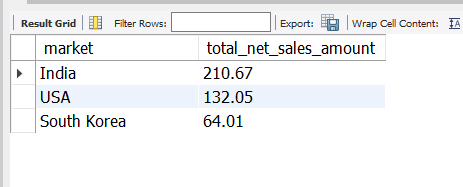 Result Grid Filter Rows: Export: Wrap Cell Content: IA
market total_net_sales_amount
India 210.67
USA 132.05
South Korea 64.01